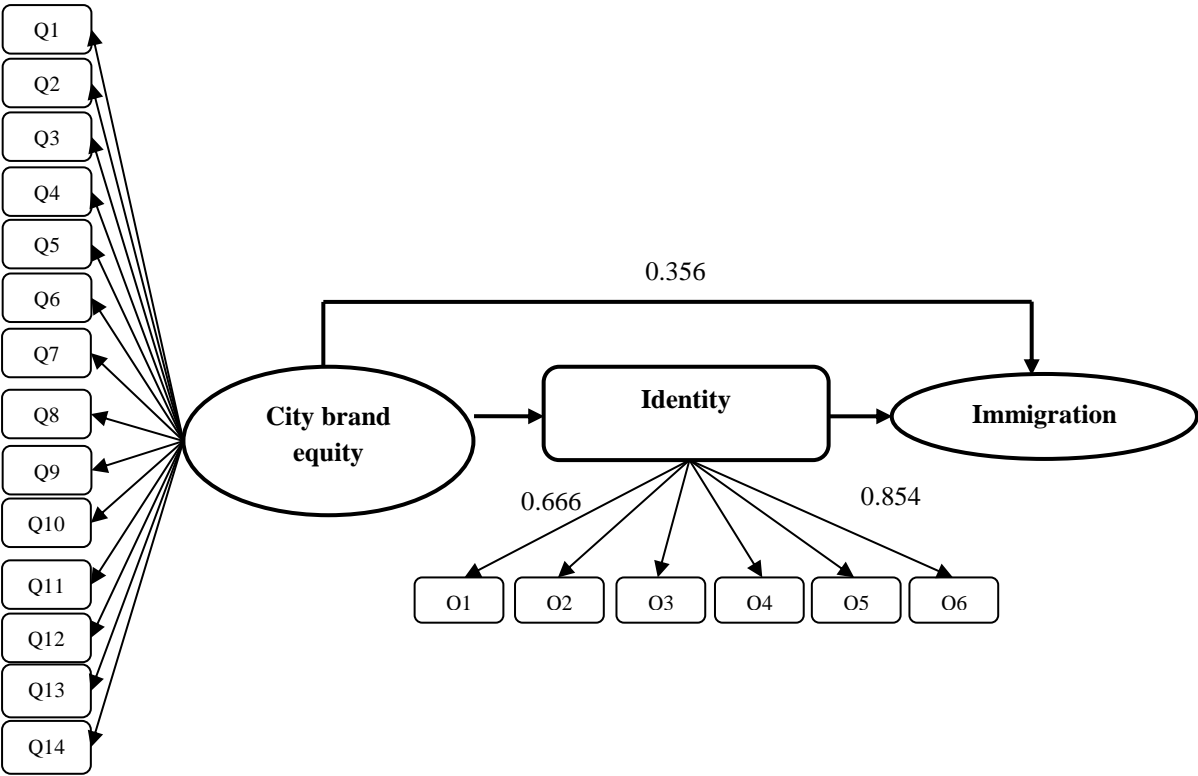 Q1
Q2
Q3
Q4
Q5
Q6
Q7
Q8
Q9
Q10
Q11
Q12
Q13
Q14
0.356
City brand
equity
Identity
Immigration
0.666
0.854
O1
O2
O3
O4
O5
O6